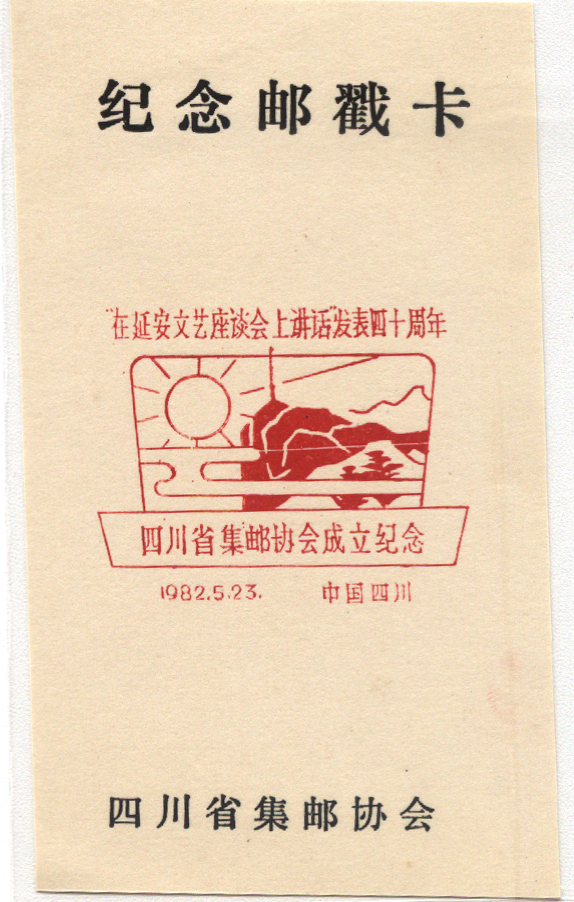 纪念邮戳卡
“在延安文艺座谈会上讲话”发表四十周年
四川省集邮协会成立纪念
1982.5.23. 中国四川
四川省集邮协会